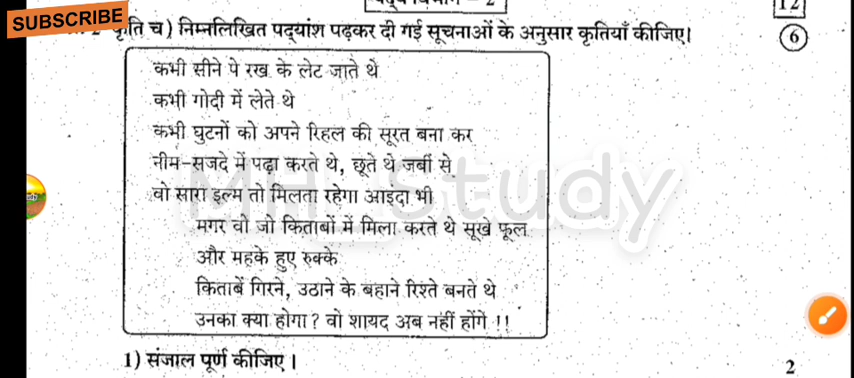 SUBSCRIBE
12
कृति च) निम्नलिखित पद्यांश पढ़कर दी गई सूचनाओं के अनुसार कृतियाँ कीजिए।
6
कभी सीने पे रख के लेट जाते थे
कभी गोदी में लेते थे
कभी घुटनों को अपने रिहल की सूरत बना कर
नीम-सजदे में पढ़ा करते थे, छूते थे जबीं से
वो सारा इल्म तो मिलता रहेगा आइंदा भी
मगर वो जो किताबों में मिला करते थे सूखे फूल
और महके हुए रुक्के
किताबें गिरने, उठाने के बहाने रिश्ते बनते थे
उनका क्या होगा? वो शायद अब नहीं होंगे !!
MH Study
1) संजाल पूर्ण कीजिए।
2